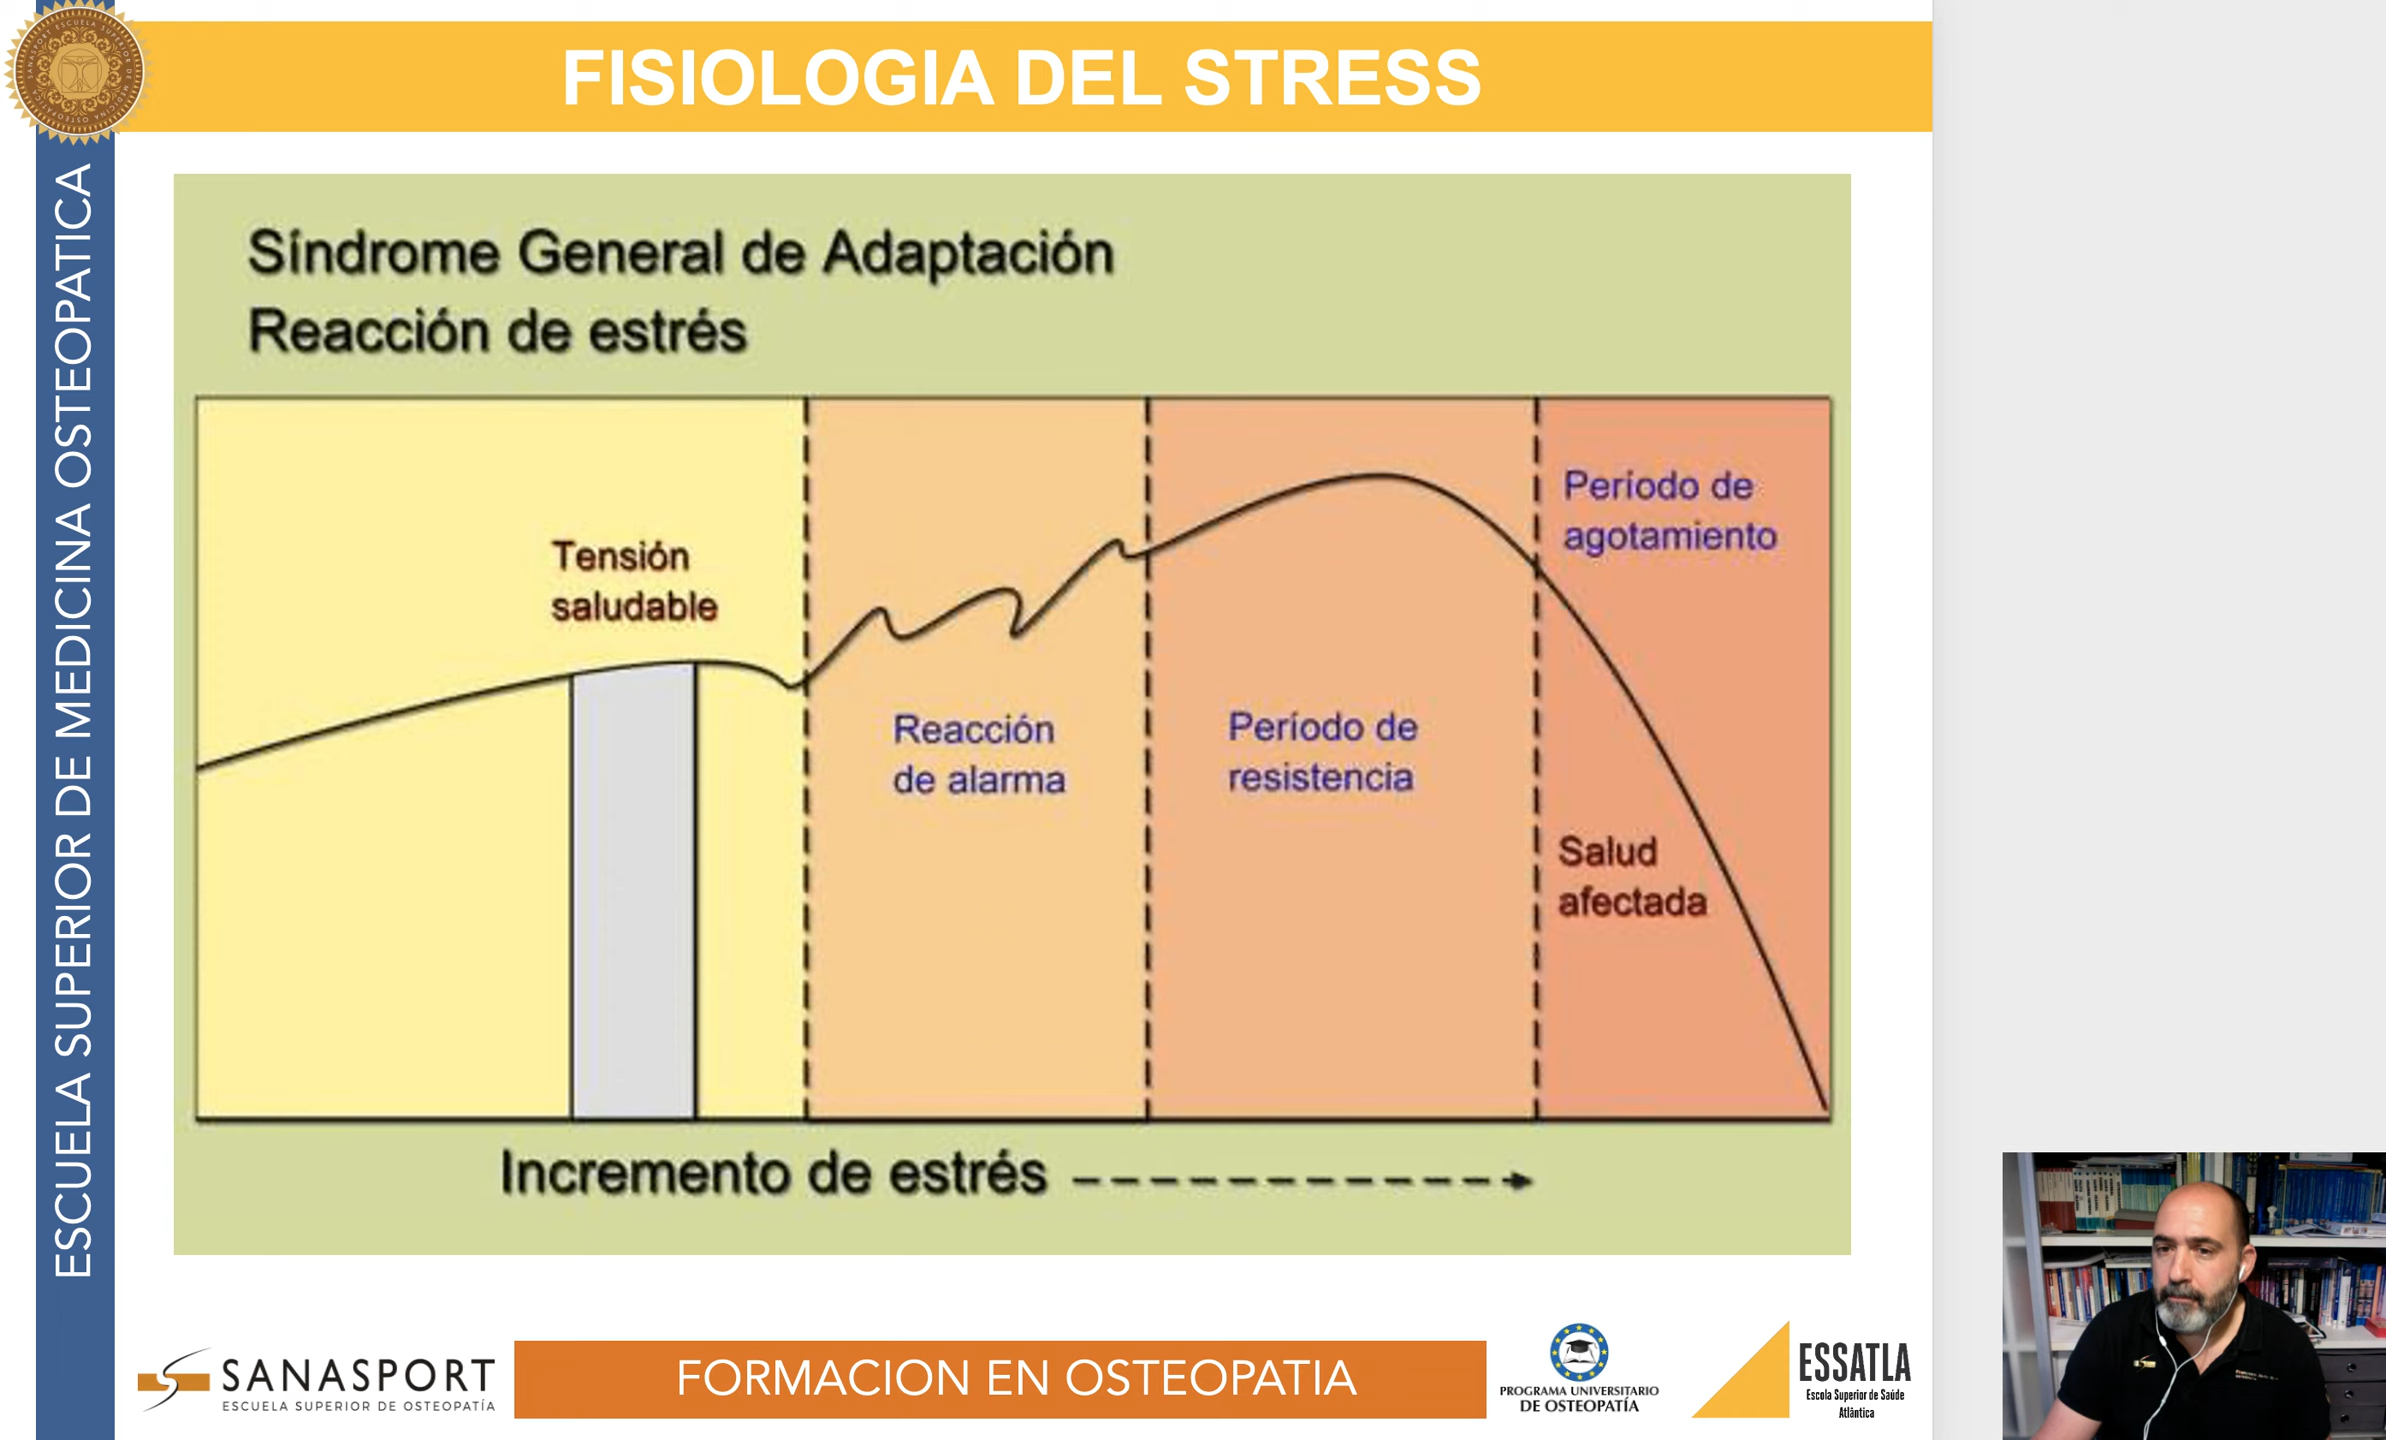 FISIOLOGIA DEL STRESS
ESCUELA SUPERIOR DE MEDICINA OSTEOPATICA
Síndrome General de Adaptación
Reacción de estrés
Tensión
saludable
Reacción
de alarma
Período de
resistencia
Período de
agotamiento
Salud
afectada
Incremento de estrés
SANASPORT
ESCUELA SUPERIOR DE OSTEOPATÍA
FORMACION EN OSTEOPATIA
PROGRAMA UNIVERSITARIO
DE OSTEOPATÍA
ESSATLA
Escola Superior de Saúde
Atlântica